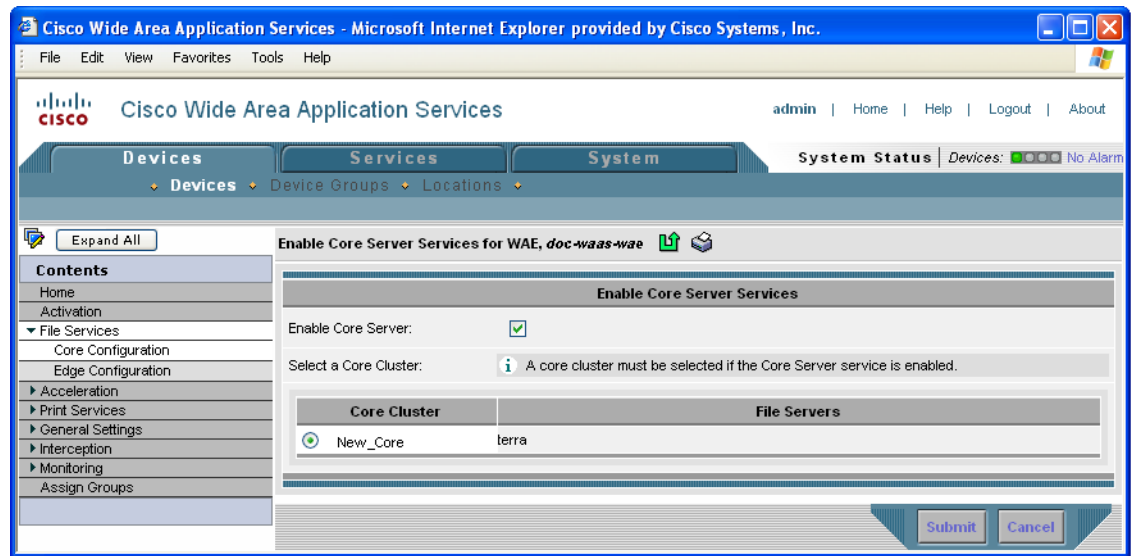 Cisco Wide Area Application Services - Microsoft Internet Explorer provided by Cisco Systems, Inc.
File Edit View Favorites Tools Help
CISCO Cisco Wide Area Application Services admin | Home | Help | Logout | About
Devices Services System System Status Devices: No Alarm
Devices Device Groups Locations
Expand All
Enable Core Server Services for WAE, doc-waas-wae
Contents
Home
Activation
File Services
Core Configuration
Edge Configuration
Acceleration
Print Services
General Settings
Interception
Monitoring
Assign Groups
Enable Core Server Services
Enable Core Server:
Select a Core Cluster: i A core cluster must be selected if the Core Server service is enabled.
Core Cluster File Servers
New_Core terra
Submit Cancel